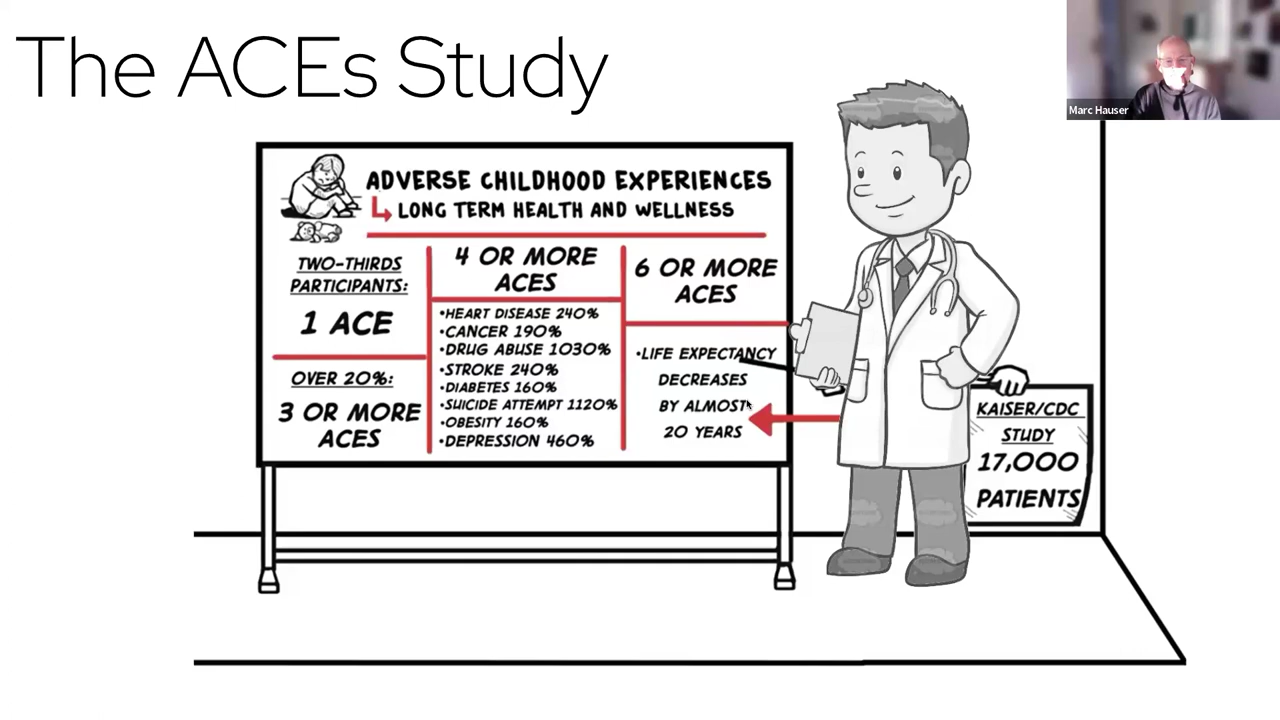 The ACEs Study
Marc Hauser
ADVERSE CHILDHOOD EXPERIENCES
LONG TERM HEALTH AND WELLNESS
TWO-THIRDS
PARTICIPANTS:
1 ACE
OVER 20%:
3 OR MORE
ACES
4 OR MORE
ACES
•HEART DISEASE 240%
•CANCER 190%
•DRUG ABUSE 1030%
•STROKE 240%
•DIABETES 160%
•SUICIDE ATTEMPT 1120%
•OBESITY 160%
•DEPRESSION 460%
6 OR MORE
ACES
•LIFE EXPECTANCY
DECREASES
BY ALMOST
20 YEARS
KAISER/CDC
STUDY
17,000
PATIENTS